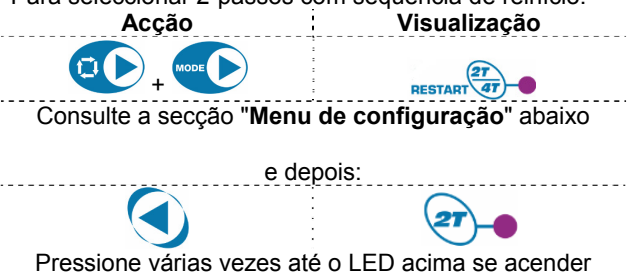 Para seleccionar 2 passos com sequência de reinício:
Acção Visualização
MODE + RESTART 2T 4T
Consulte a secção "Menu de configuração" abaixo
e depois:
2T
Pressione várias vezes até o LED acima se acender